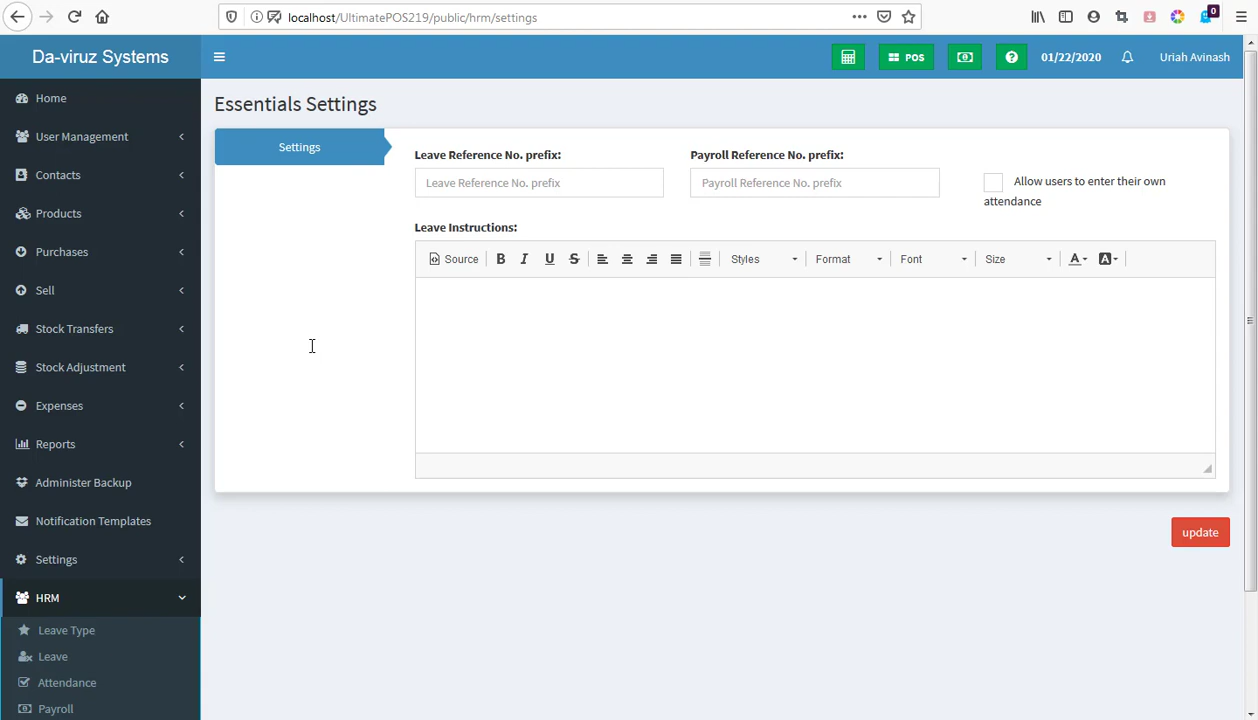 localhost/UltimatePOS219/public/hrm/settings
0
Da-viruz Systems
POS
01/22/2020
Uriah Avinash
Home
User Management
Contacts
Products
Purchases
Sell
Stock Transfers
Stock Adjustment
Expenses
Reports
Administer Backup
Notification Templates
Settings
HRM
Leave Type
Leave
Attendance
Payroll
Essentials Settings
Settings
Leave Reference No. prefix:
Leave Reference No. prefix
Payroll Reference No. prefix:
Payroll Reference No. prefix
Allow users to enter their own
attendance
Leave Instructions:
Source B I U S Styles Format Font Size A A
update